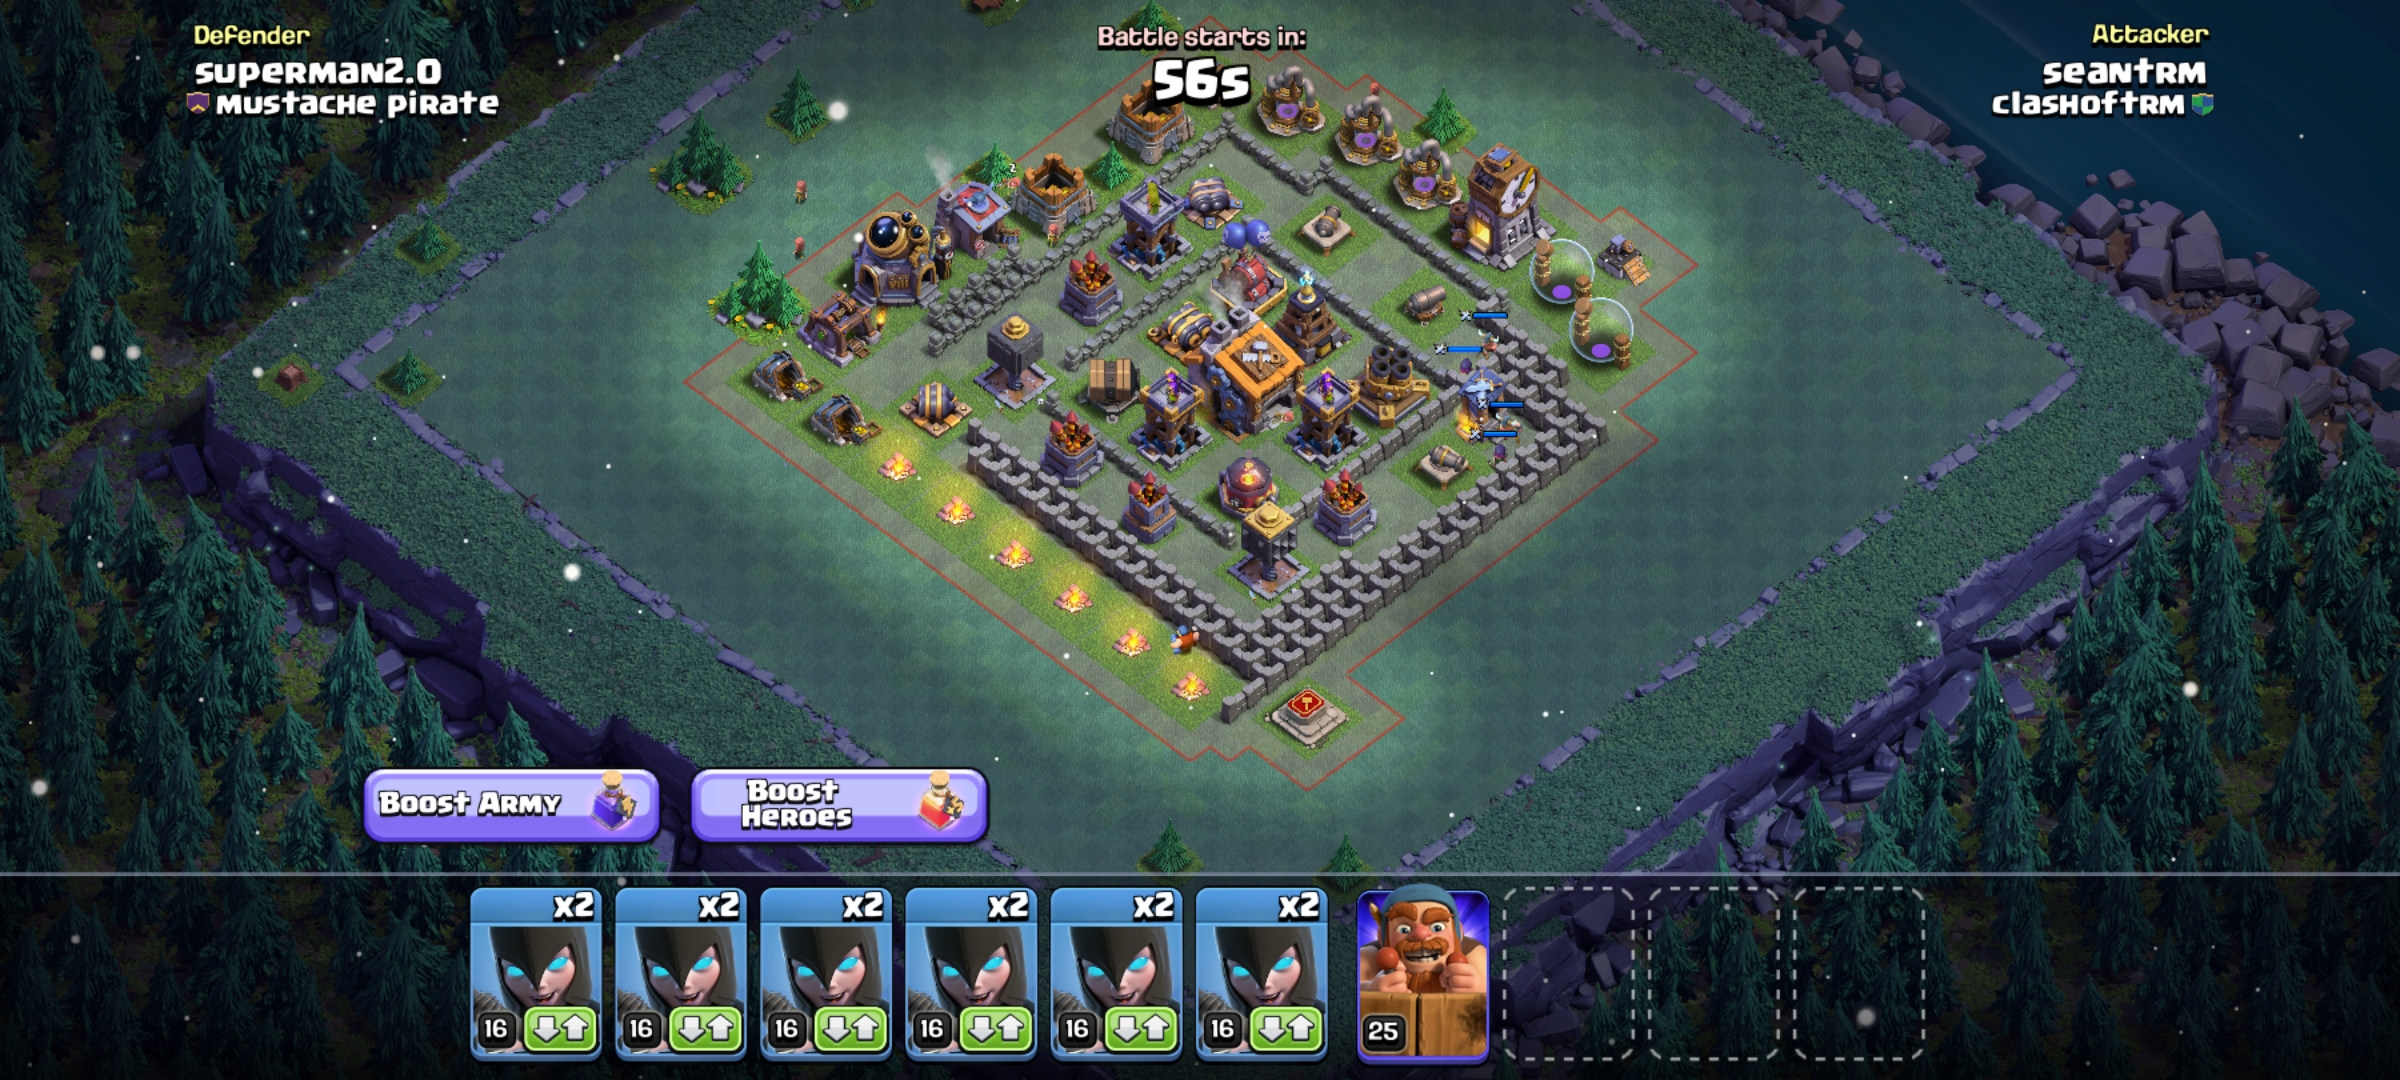 Defender
superman2.0
mustache pirate
Battle starts in:
56s
Attacker
seantrm
clashoftrm
Boost Army
Boost
Heroes
x2
x2
x2
x2
x2
x2
16
16
16
16
16
16
25